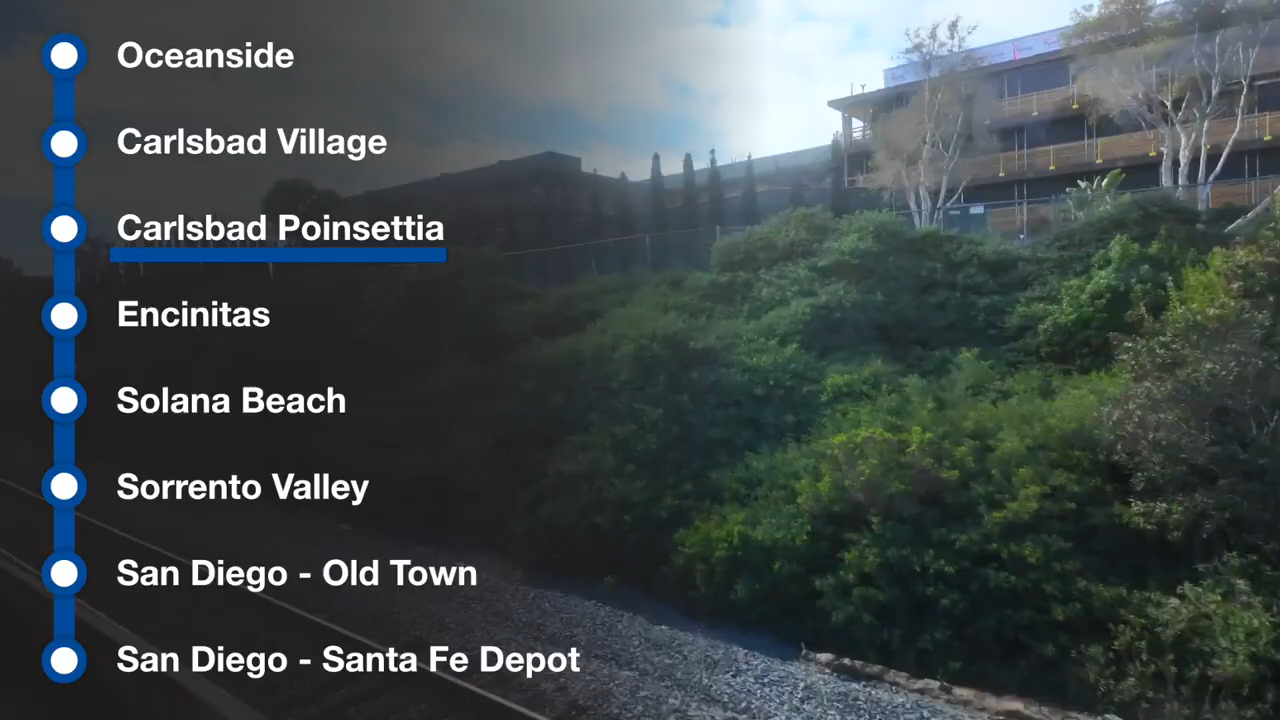 Oceanside
Carlsbad Village
Carlsbad Poinsettia
Encinitas
Solana Beach
Sorrento Valley
San Diego - Old Town
San Diego - Santa Fe Depot